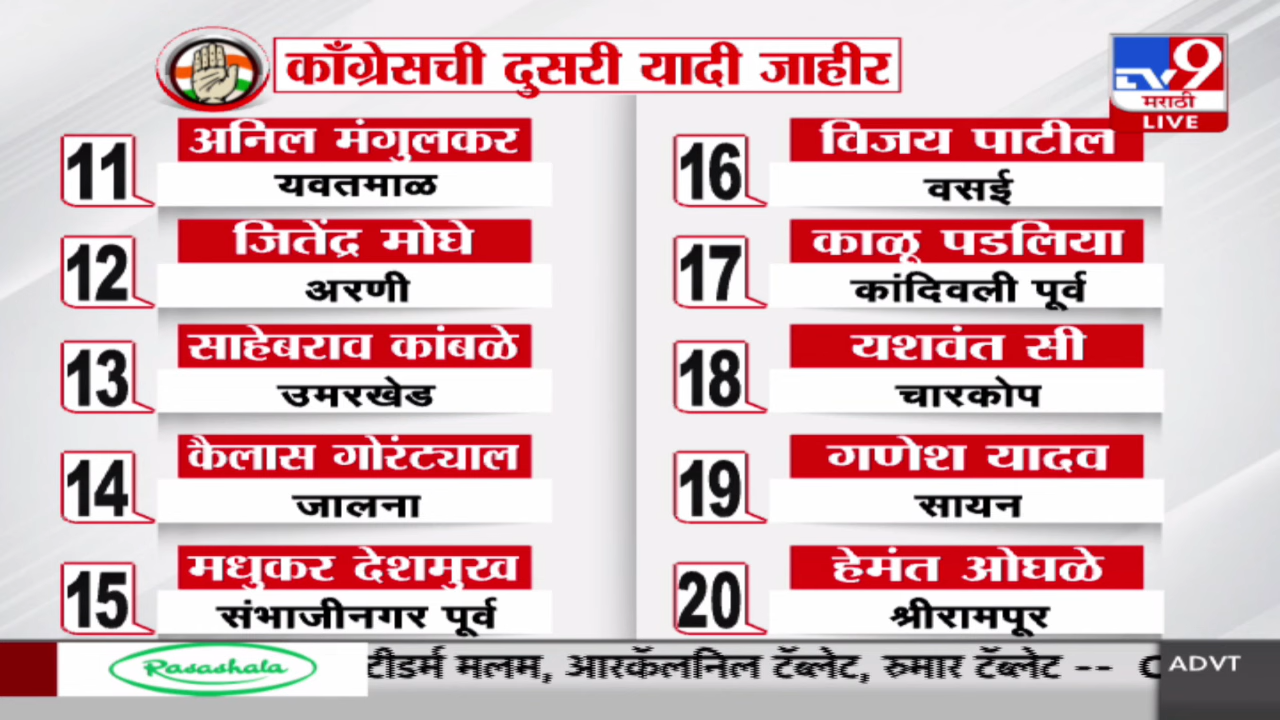 काँग्रेसची दुसरी यादी जाहीर
TV9
मराठी
LIVE
11
अनिल मंगुलकर
यवतमाळ
12
जितेंद्र मोघे
अरणी
13
साहेबराव कांबळे
उमरखेड
14
कैलास गोरंट्याल
जालना
15
मधुकर देशमुख
संभाजीनगर पूर्व
16
विजय पाटील
वसई
17
काळू पडलिया
कांदिवली पूर्व
18
यशवंत सी
चारकोप
19
गणेश यादव
सायन
20
हेमंत ओघळे
श्रीरामपूर
Rasashala
टीडर्म मलम, आरकॅलनिल टॅब्लेट, रुमार टॅब्लेट --
ADVT